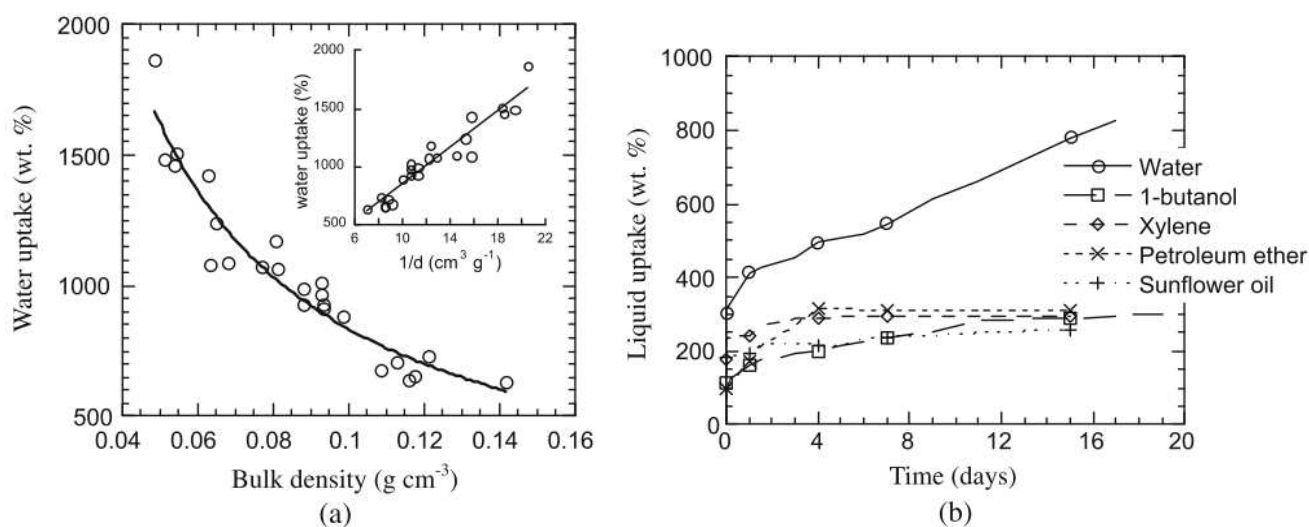 (a)
2000
1500
1000
500
Water uptake (wt. %)
0.04 0.06 0.08 0.1 0.12 0.14 0.16
Bulk density (g cm-3)
(a)
2000
1500
1000
500
water uptake (%)
6 10 14 18 22
1/d (cm3 g-1)
(b)
1000
800
600
400
200
0
Liquid uptake (wt. %)
0 4 8 12 16 20
Time (days)
(b)
Water
1-butanol
Xylene
Petroleum ether
Sunflower oil